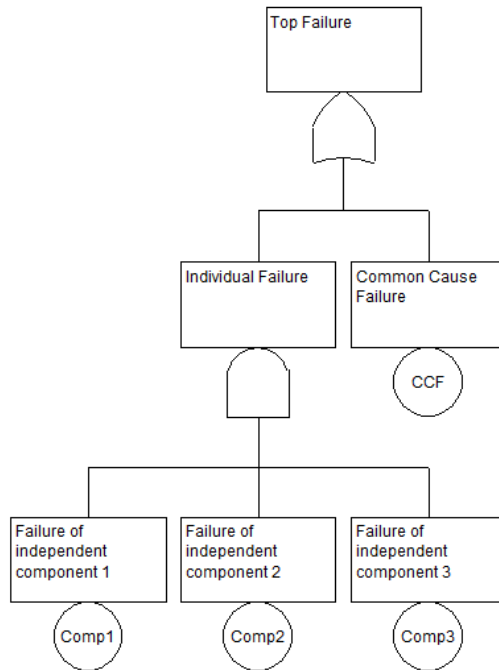 Top Failure
Individual Failure
Common Cause
Failure
CCF
Failure of
independent
component 1
Failure of
independent
component 2
Failure of
independent
component 3
Comp1
Comp2
Comp3